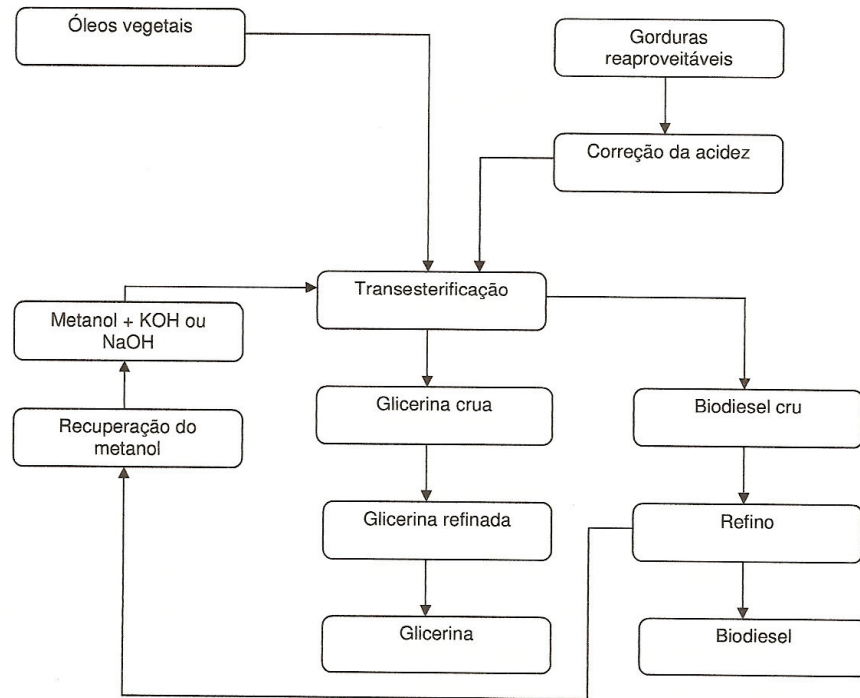 Óleos vegetais
Gorduras
reaproveitáveis
Correção da acidez
Transesterificação
Metanol + KOH ou
NaOH
Glicerina crua
Biodiesel cru
Recuperação do
metanol
Glicerina refinada
Refino
Glicerina
Biodiesel